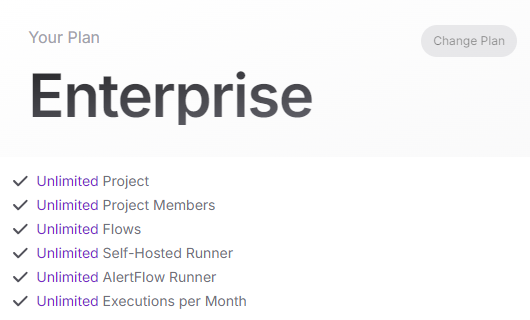 Your Plan
Change Plan
Enterprise
Unlimited Project
Unlimited Project Members
Unlimited Flows
Unlimited Self-Hosted Runner
Unlimited AlertFlow Runner
Unlimited Executions per Month